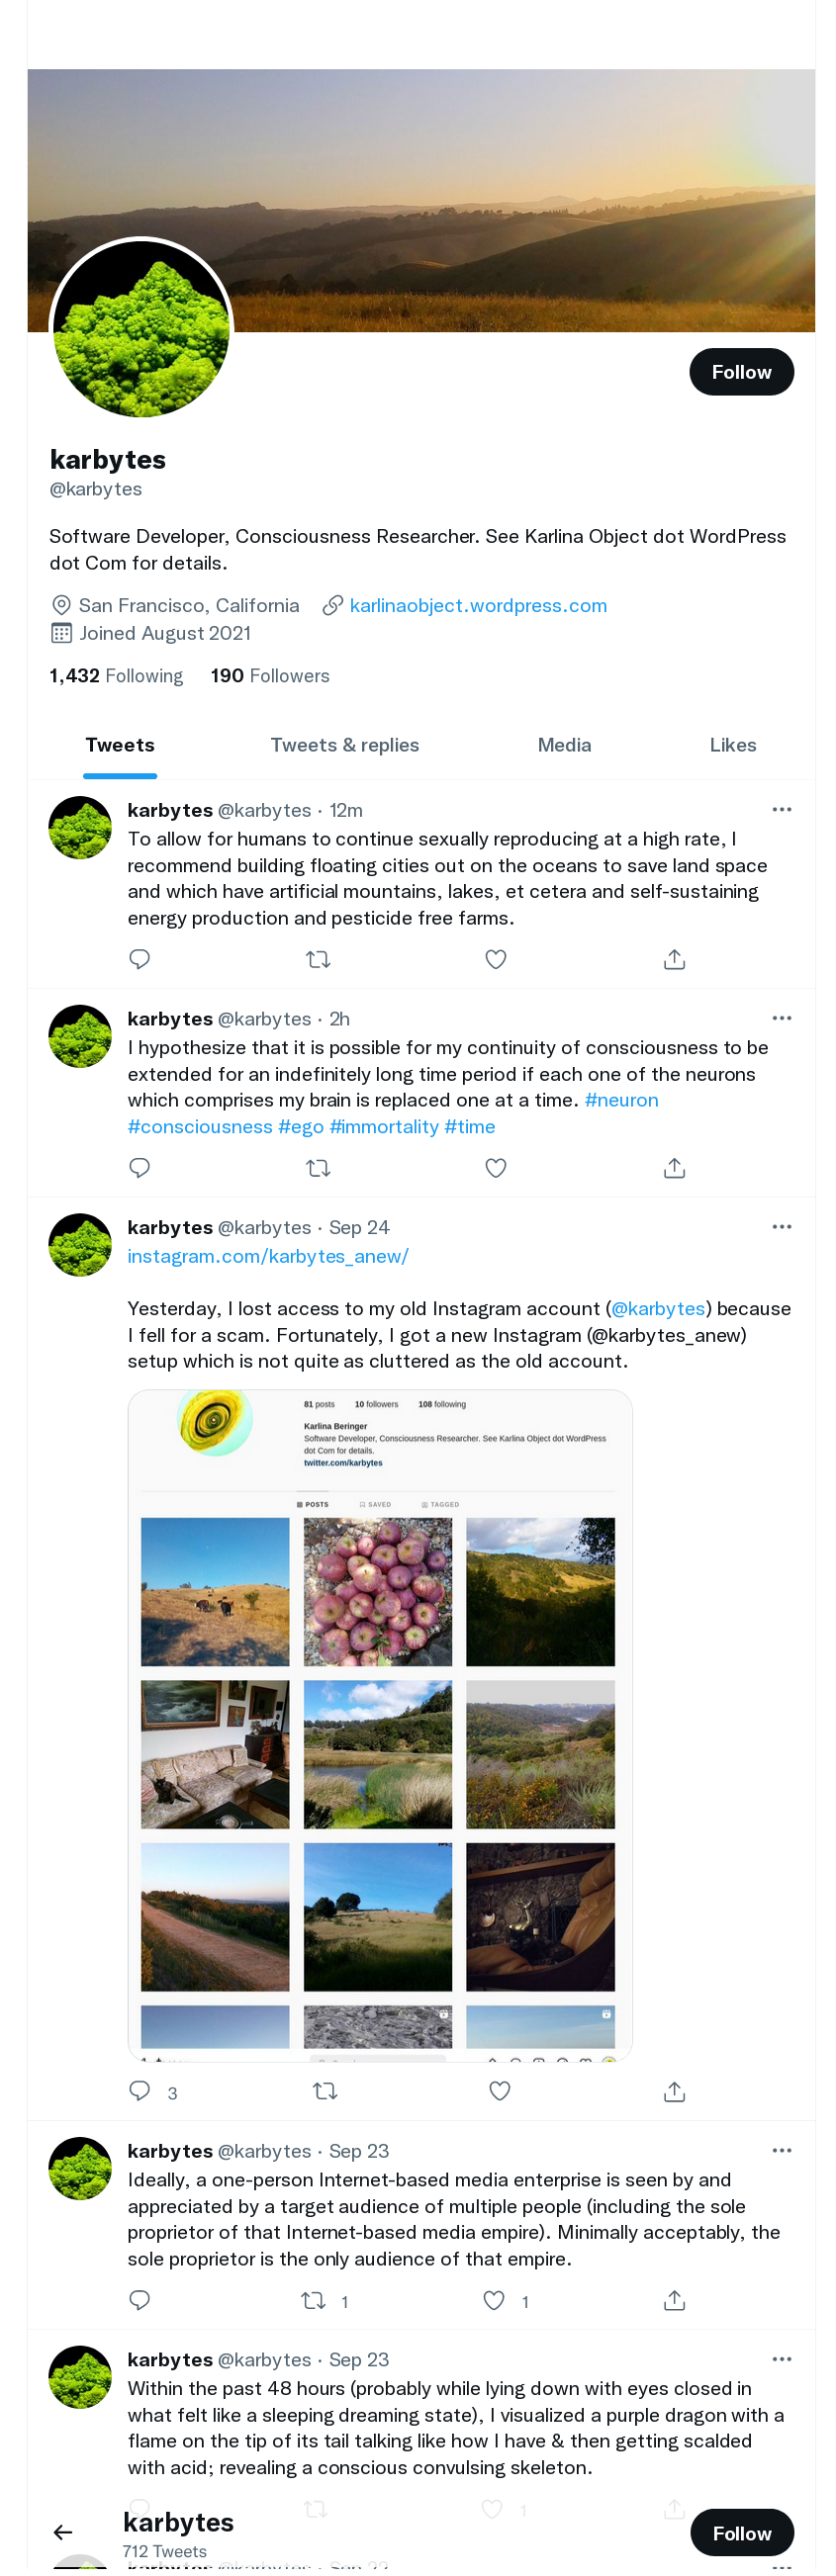 Follow
karbytes
@karbytes
Software Developer, Consciousness Researcher. See Karlina Object dot WordPress
dot Com for details.
San Francisco, California karlinaobject.wordpress.com
Joined August 2021
1,432 Following 190 Followers
Tweets Tweets & replies Media Likes
karbytes @karbytes · 12m
To allow for humans to continue sexually reproducing at a high rate, I
recommend building floating cities out on the oceans to save land space
and which have artificial mountains, lakes, et cetera and self-sustaining
energy production and pesticide free farms.
karbytes @karbytes · 2h
I hypothesize that it is possible for my continuity of consciousness to be
extended for an indefinitely long time period if each one of the neurons
which comprises my brain is replaced one at a time. #neuron
#consciousness #ego #immortality #time
karbytes @karbytes · Sep 24
instagram.com/karbytes_anew/
Yesterday, I lost access to my old Instagram account (@karbytes) because
I fell for a scam. Fortunately, I got a new Instagram (@karbytes_anew)
setup which is not quite as cluttered as the old account.
81 posts 10 followers 108 following
Karlina Beringer
Software Developer, Consciousness Researcher. See Karlina Object dot WordPress
dot Com for details.
twitter.com/karbytes
POSTS SAVED TAGGED
3
karbytes @karbytes · Sep 23
Ideally, a one-person Internet-based media enterprise is seen by and
appreciated by a target audience of multiple people (including the sole
proprietor of that Internet-based media empire). Minimally acceptably, the
sole proprietor is the only audience of that empire.
1 1
karbytes @karbytes · Sep 23
Within the past 48 hours (probably while lying down with eyes closed in
what felt like a sleeping dreaming state), I visualized a purple dragon with a
flame on the tip of its tail talking like how I have & then getting scalded
with acid; revealing a conscious convulsing skeleton.
1
karbytes
712 Tweets
Follow
karbytes @karbytes · Sep 22